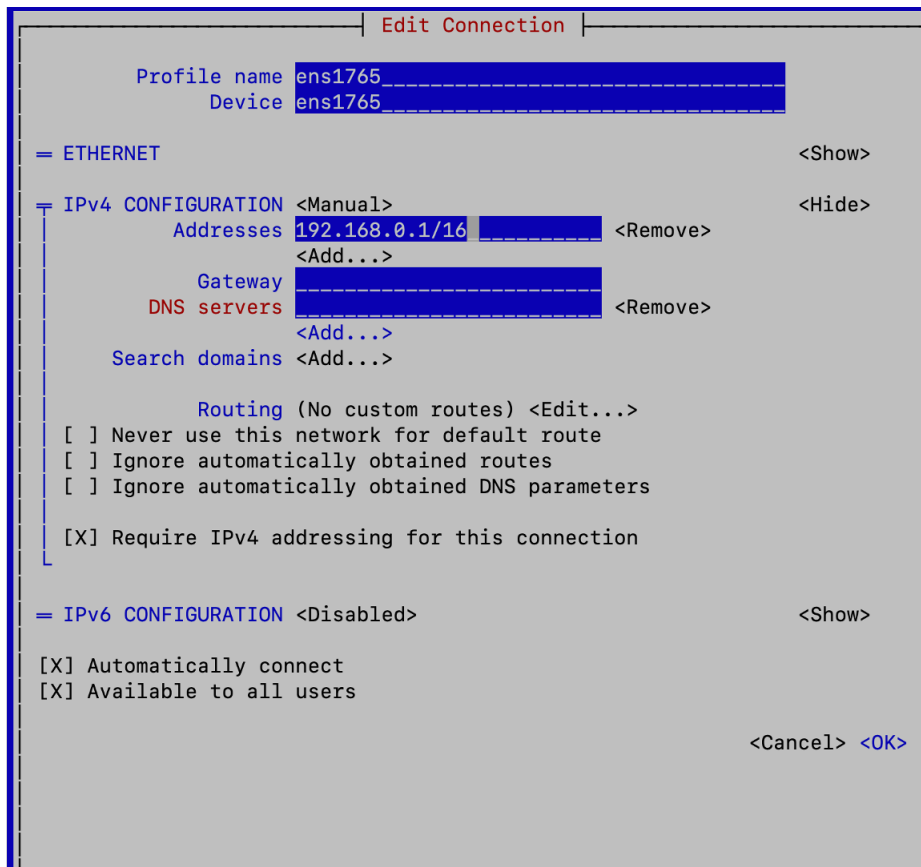 Edit Connection
Profile name ens1765
Device ens1765
ETHERNET <Show>
IPv4 CONFIGURATION <Manual> <Hide>
Addresses 192.168.0.1/16 <Remove>
<Add...>
Gateway
DNS servers <Remove>
<Add...>
Search domains <Add...>
Routing (No custom routes) <Edit...>
[ ] Never use this network for default route
[ ] Ignore automatically obtained routes
[ ] Ignore automatically obtained DNS parameters
[X] Require IPv4 addressing for this connection
IPv6 CONFIGURATION <Disabled> <Show>
[X] Automatically connect
[X] Available to all users
<Cancel> <OK>